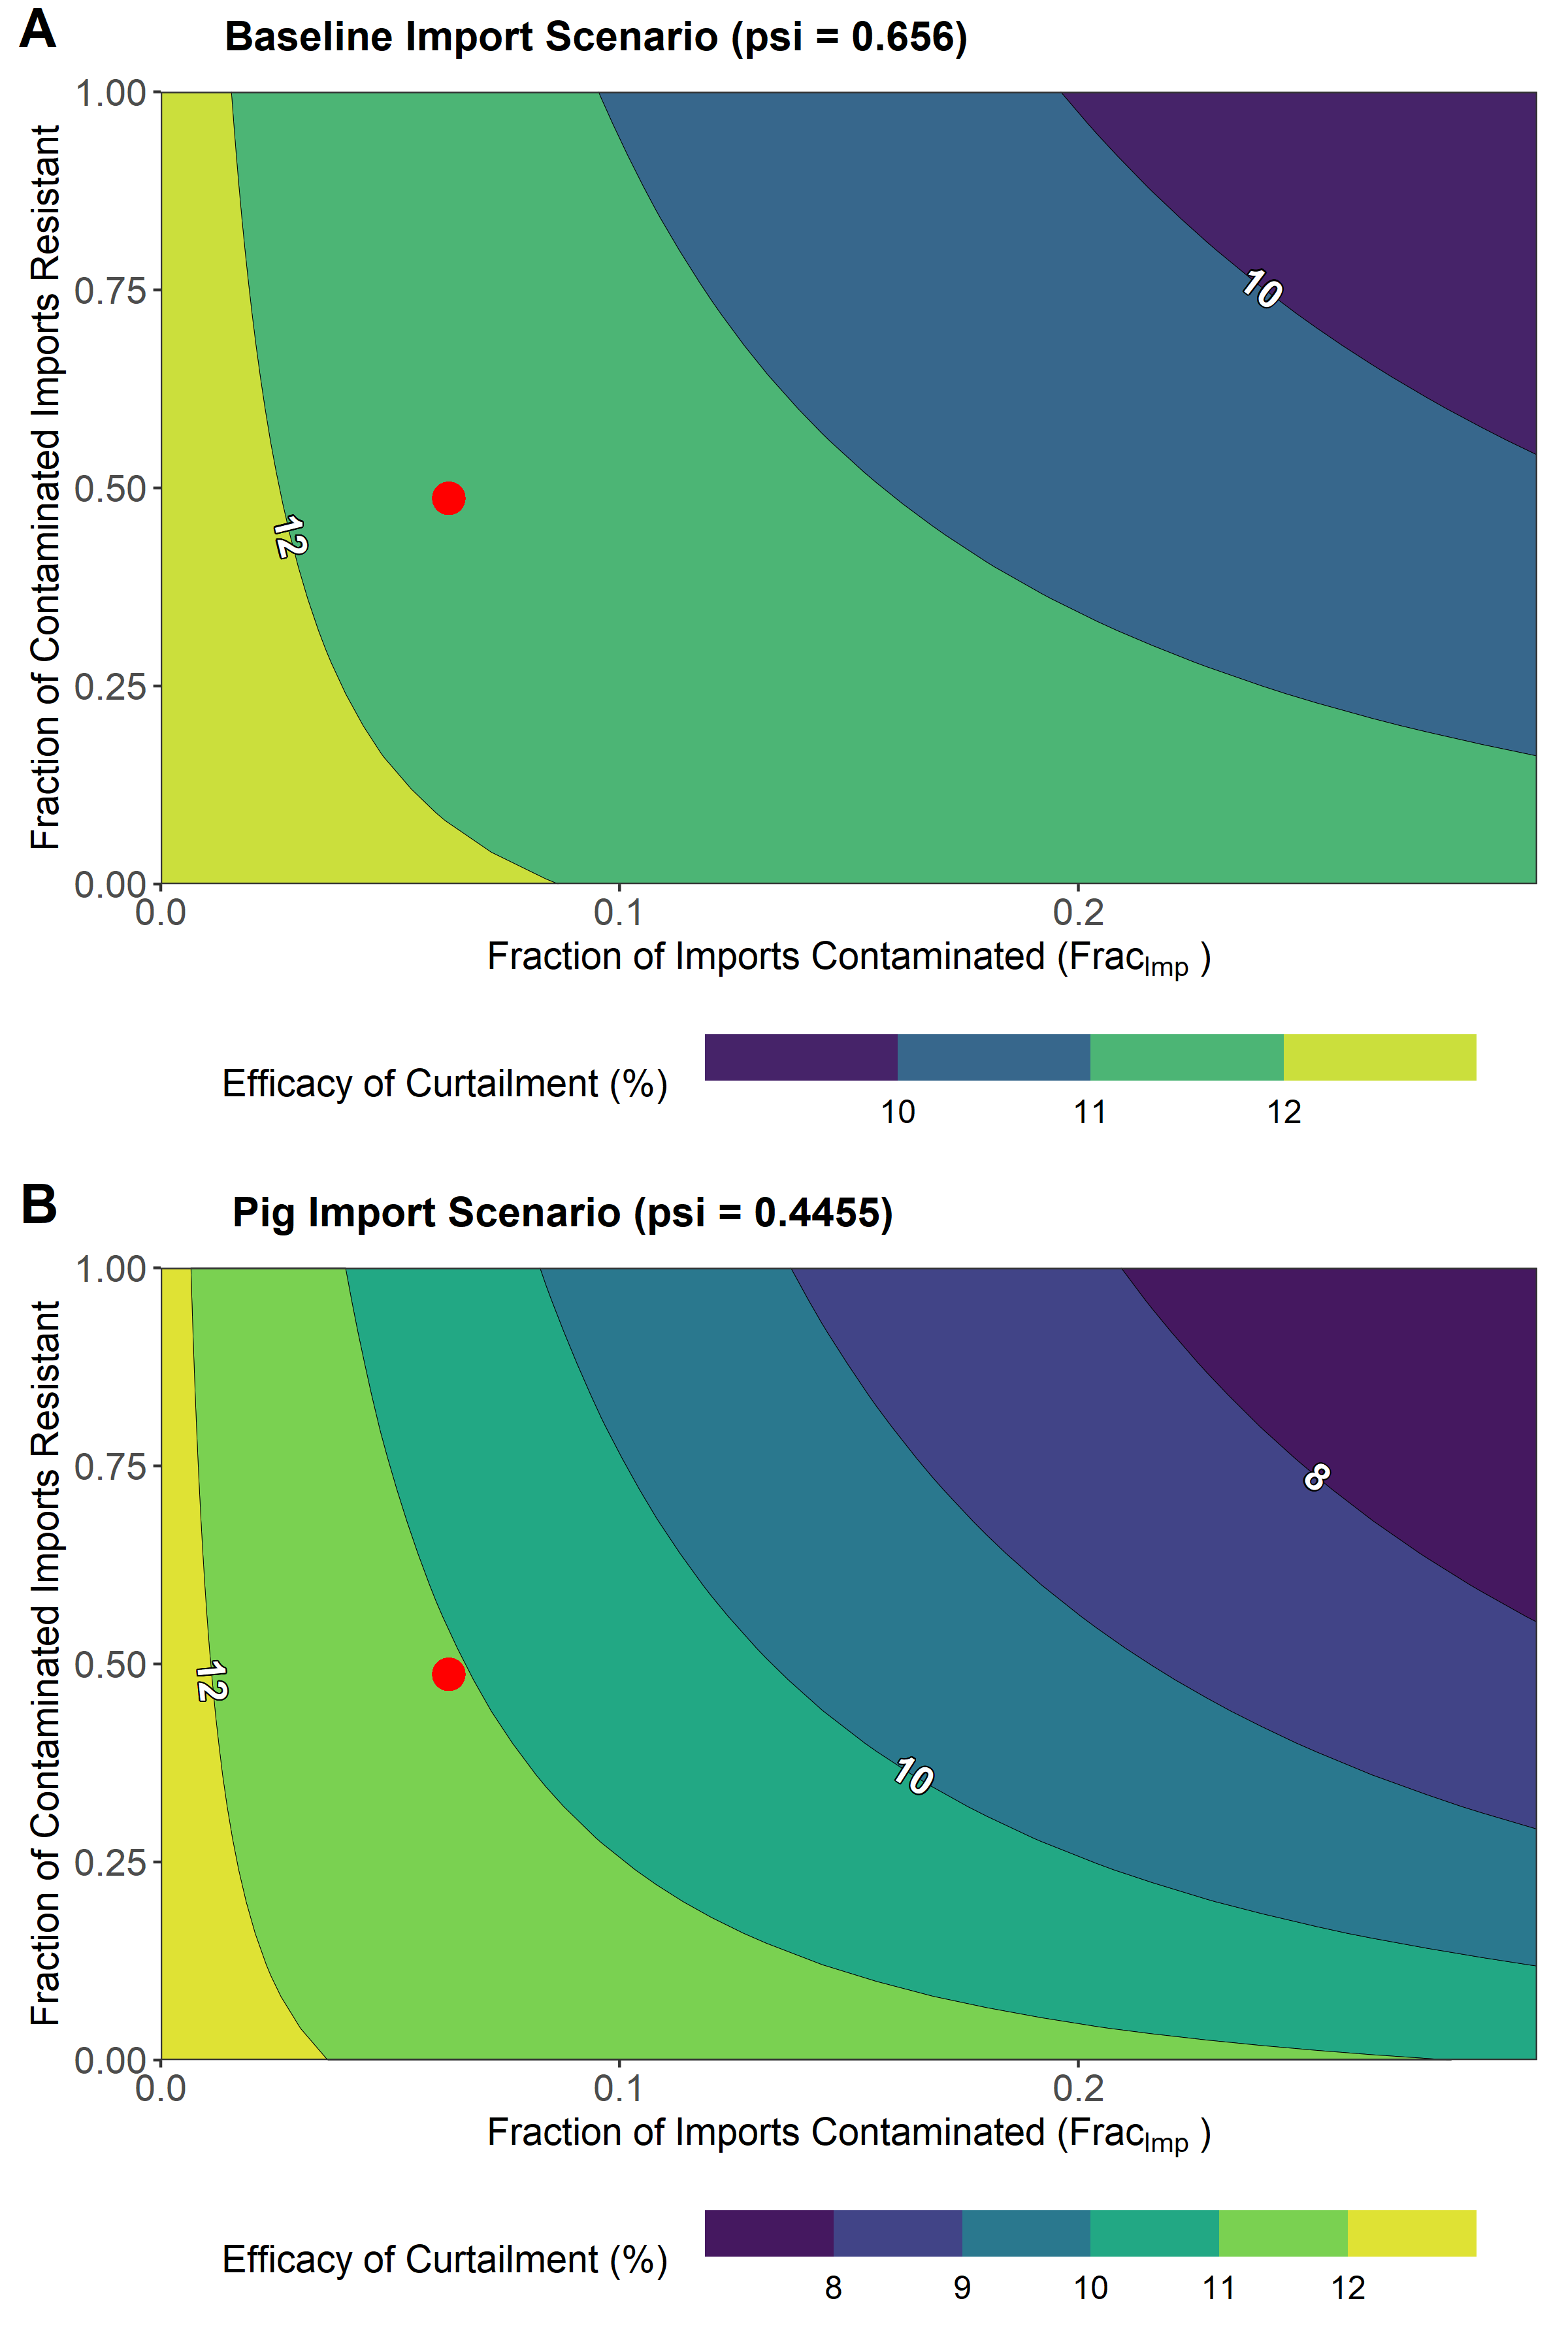 A
Baseline Import Scenario (psi = 0.656)
Fraction of Contaminated Imports Resistant
1.00
0.75
0.50
0.25
0.00
10
12
0.0 0.1 0.2
Fraction of Imports Contaminated (FracImp )
Efficacy of Curtailment (%)
10 11 12
B
Pig Import Scenario (psi = 0.4455)
Fraction of Contaminated Imports Resistant
1.00
0.75
0.50
0.25
0.00
8
12
10
0.0 0.1 0.2
Fraction of Imports Contaminated (FracImp )
Efficacy of Curtailment (%)
8 9 10 11 12